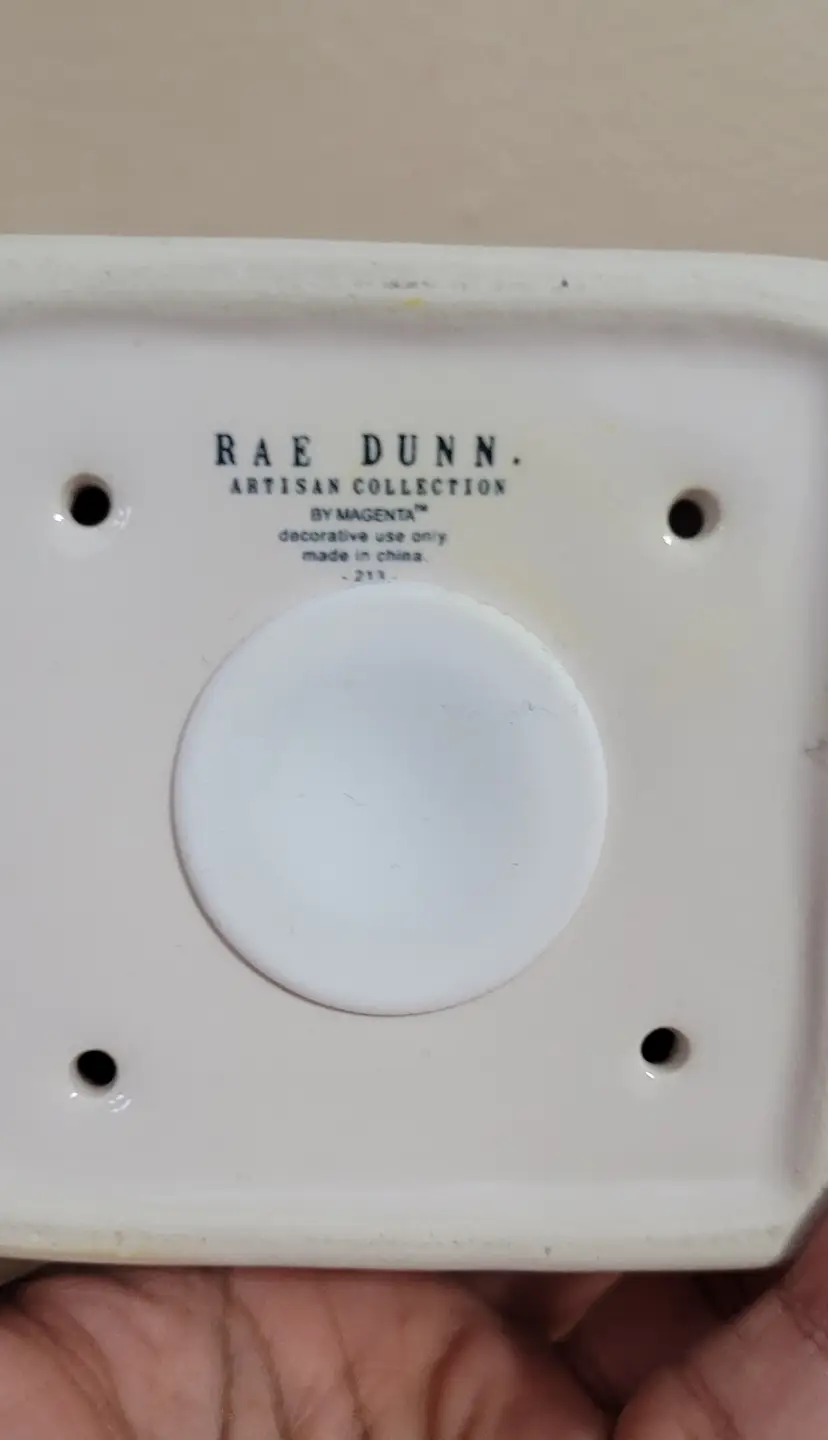 RAE DUNN.
ARTISAN COLLECTION
BY MAGENTA™
decorative use only
made in china.
- 213 -